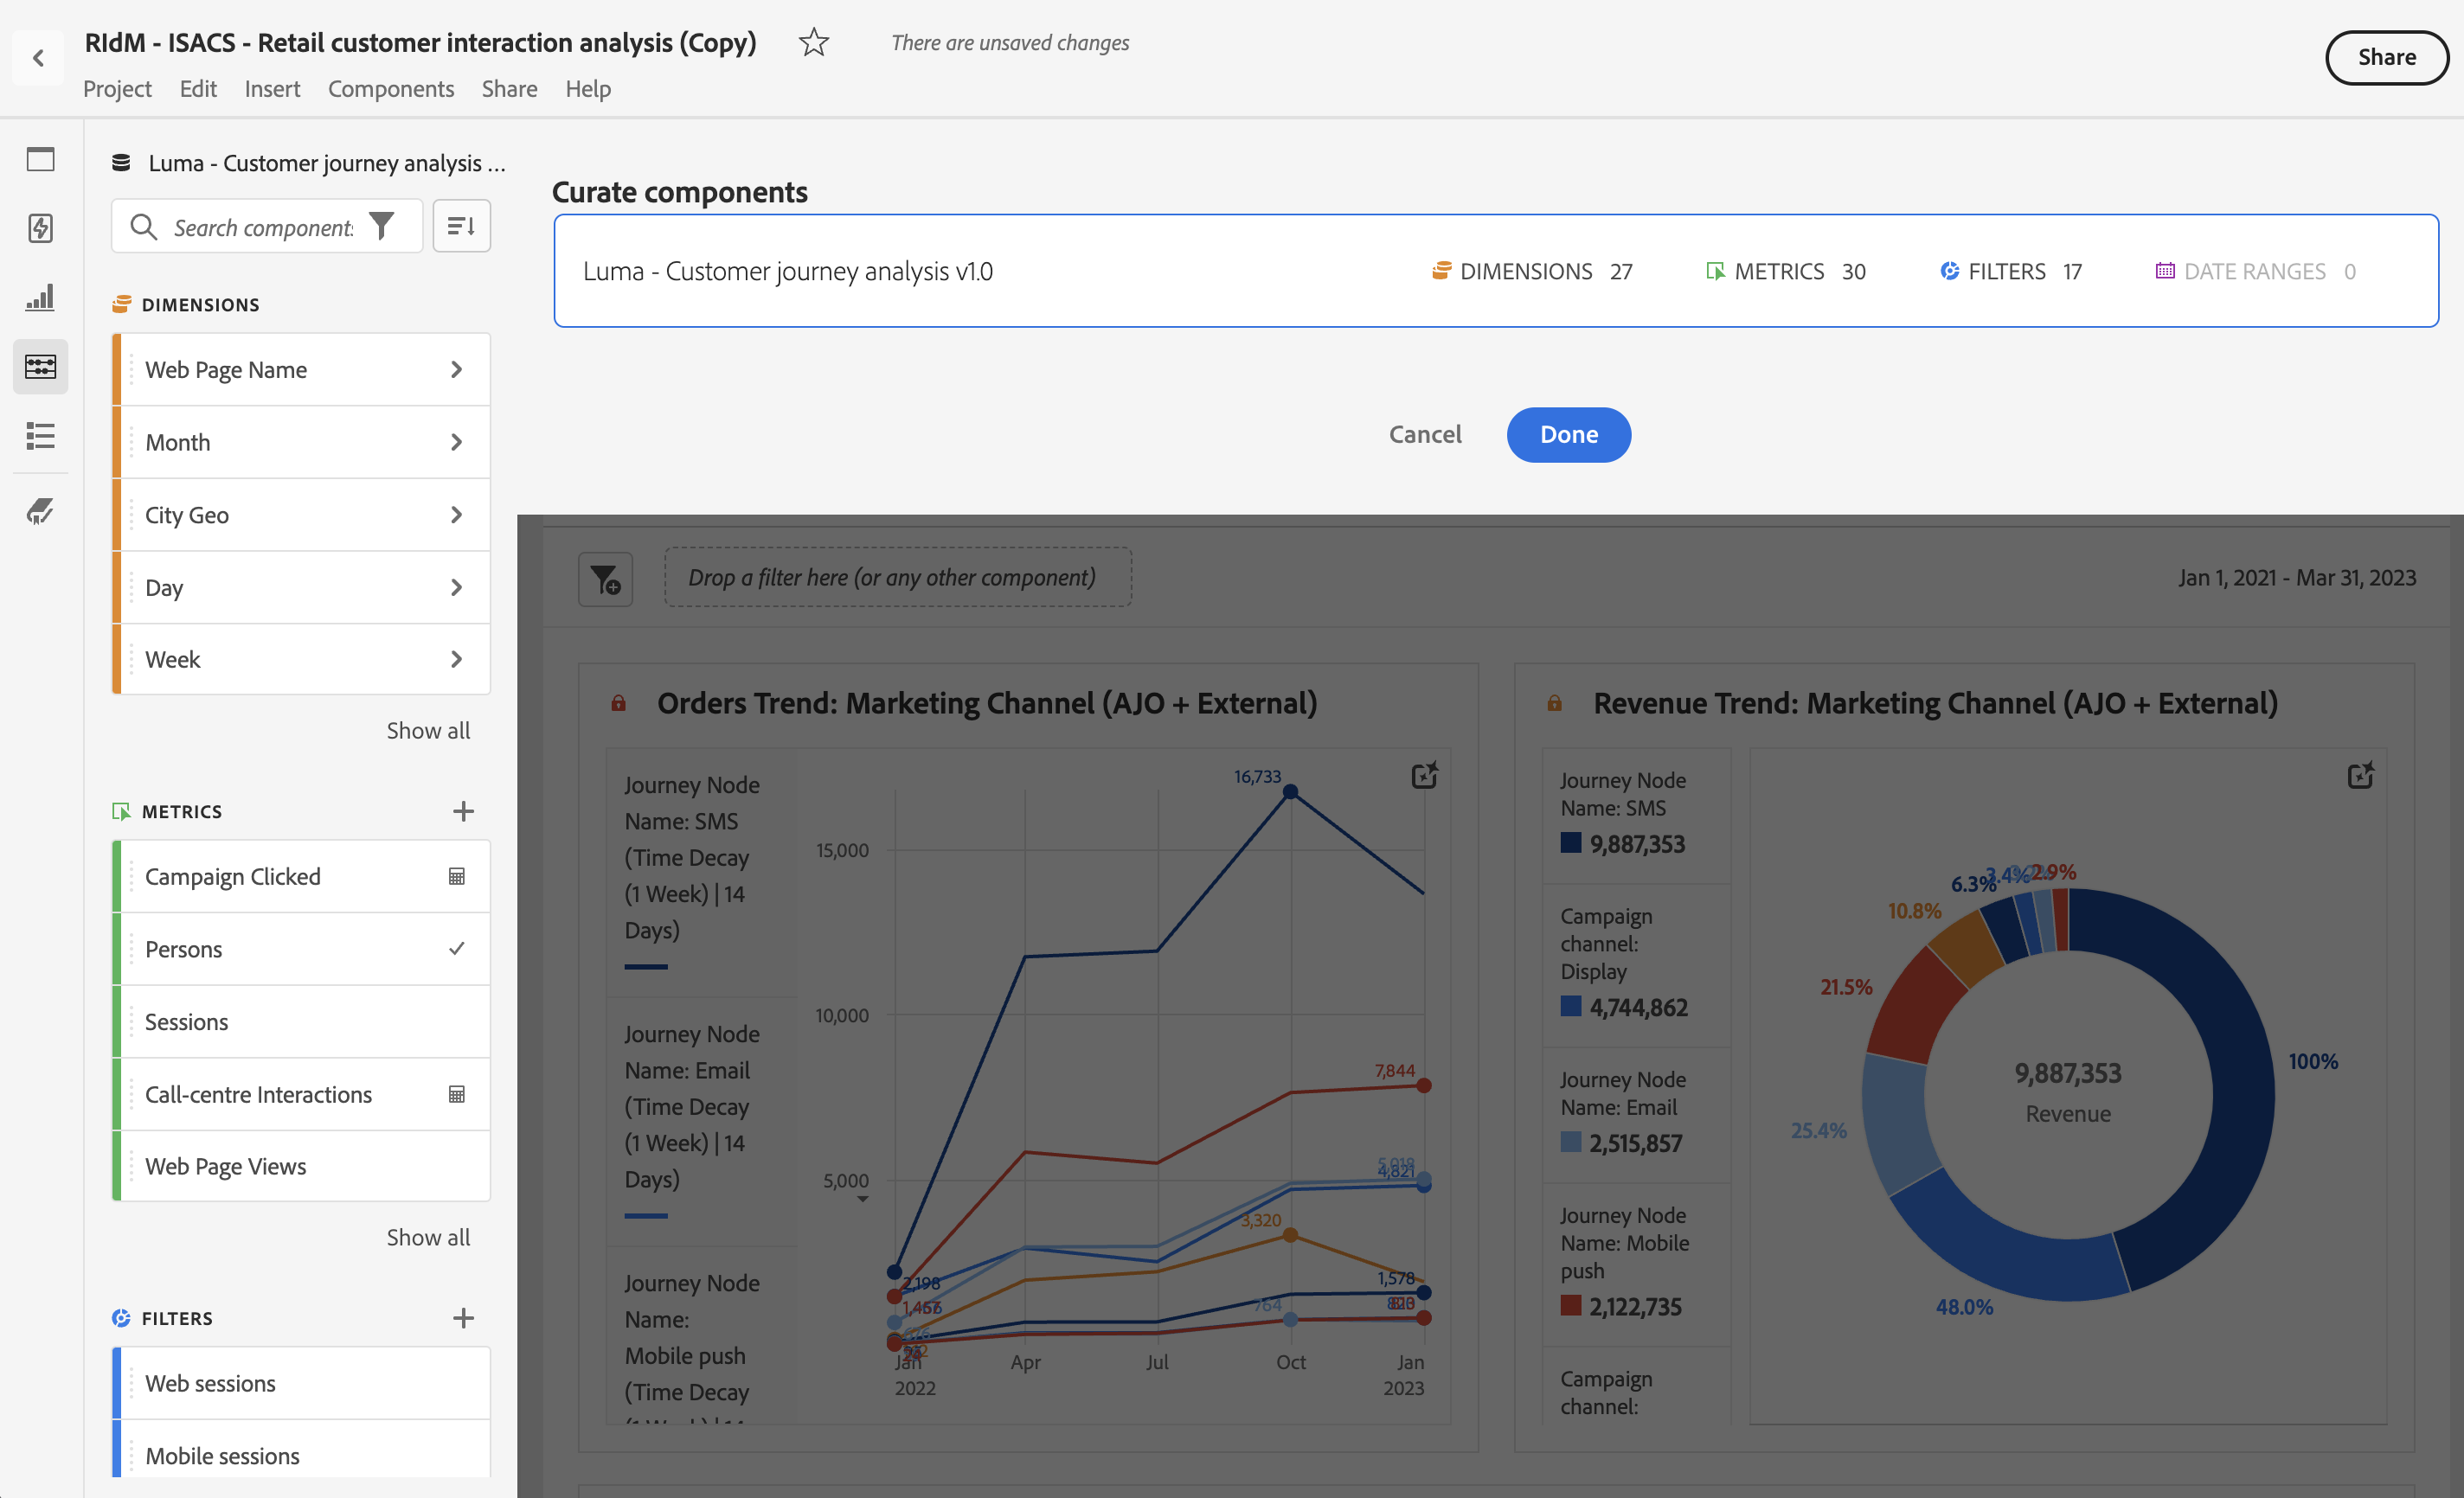 RIdM - ISACS - Retail customer interaction analysis (Copy)
There are unsaved changes
Share
Project Edit Insert Components Share Help
Luma - Customer journey analysis ...
Search component
DIMENSIONS
Web Page Name
Month
City Geo
Day
Week
Show all
METRICS
Campaign Clicked
Persons
Sessions
Call-centre Interactions
Web Page Views
Show all
FILTERS
Web sessions
Mobile sessions
Curate components
Luma - Customer journey analysis v1.0
DIMENSIONS 27
METRICS 30
FILTERS 17
DATE RANGES 0
Cancel
Done
Drop a filter here (or any other component)
Jan 1, 2021 - Mar 31, 2023
Orders Trend: Marketing Channel (AJO + External)
Journey Node
Name: SMS
(Time Decay
(1 Week) | 14
Days)
Journey Node
Name: Email
(Time Decay
(1 Week) | 14
Days)
Journey Node
Name:
Mobile push
(Time Decay
15,000
10,000
5,000
16,733
7,844
5,018
4,821
3,320
1,578
764
2,198
Jan
2022
Apr
Jul
Oct
Jan
2023
Revenue Trend: Marketing Channel (AJO + External)
Journey Node
Name: SMS
9,887,353
Campaign
channel:
Display
4,744,862
Journey Node
Name: Email
2,515,857
Journey Node
Name: Mobile
push
2,122,735
Campaign
channel:
6.3%
3.4%
2.9%
10.8%
21.5%
25.4%
48.0%
100%
9,887,353
Revenue